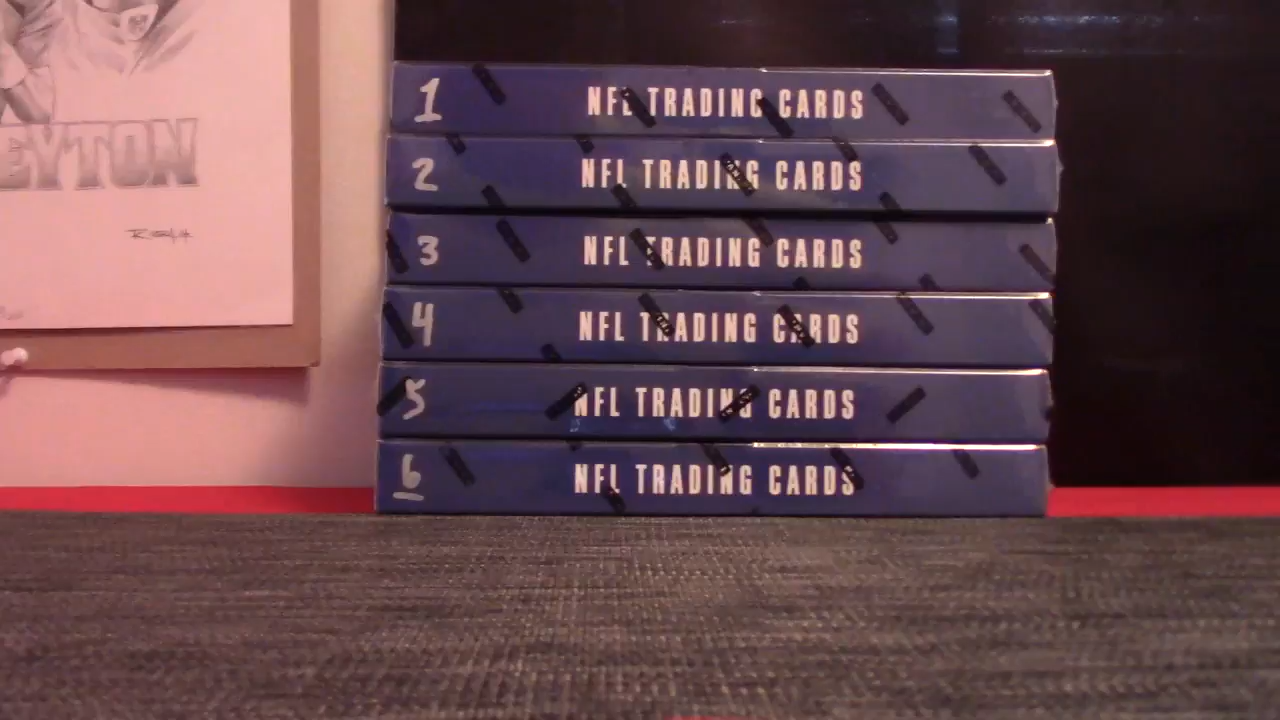 EYTON
1 NFL TRADING CARDS
2 NFL TRADING CARDS
3 NFL TRADING CARDS
4 NFL TRADING CARDS
5 NFL TRADING CARDS
6 NFL TRADING CARDS